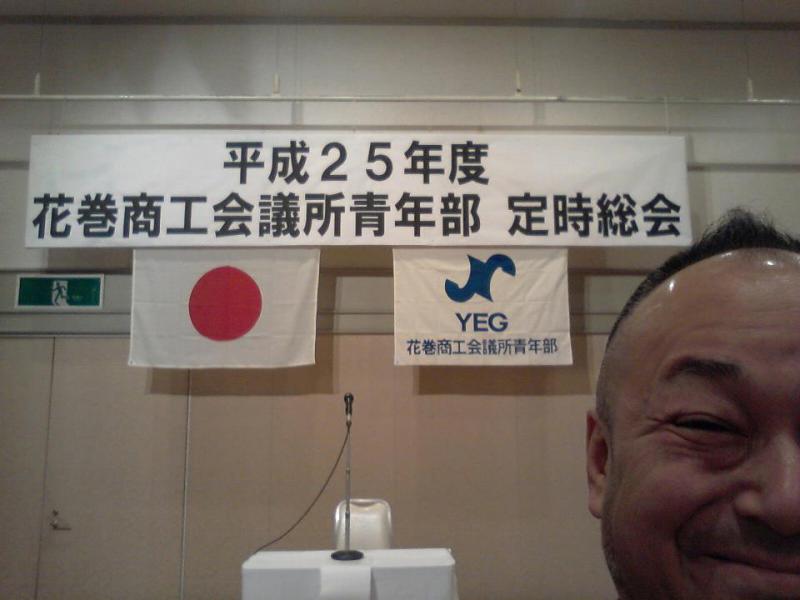 平成２５年度
花巻商工会議所青年部 定時総会
YEG
花巻商工会議所青年部